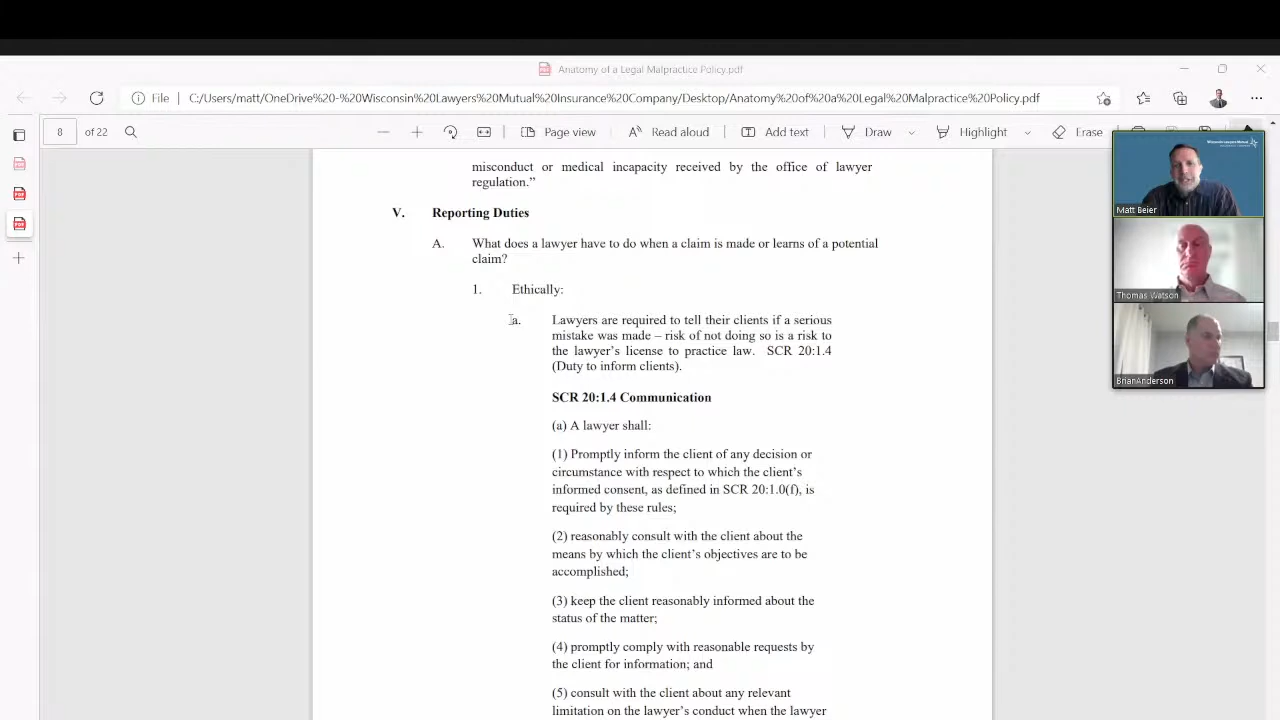 Anatomy of a Legal Malpractice Policy.pdf
File
C:/Users/matt/OneDrive%20-%20Wisconsin%20Lawyers%20Mutual%20Insurance%20Company/Desktop/Anatomy%20of%20a%20Legal%20Malpractice%20Policy.pdf
8 of 22
Page view
Read aloud
Add text
Draw
Highlight
Erase
Wisconsin Lawyers Mutual
Matt Beier
Thomas Watson
BrianAnderson
misconduct or medical incapacity received by the office of lawyer
regulation.”
V. Reporting Duties
A. What does a lawyer have to do when a claim is made or learns of a potential
claim?
1. Ethically:
a. Lawyers are required to tell their clients if a serious
mistake was made – risk of not doing so is a risk to
the lawyer’s license to practice law. SCR 20:1.4
(Duty to inform clients).
SCR 20:1.4 Communication
(a) A lawyer shall:
(1) Promptly inform the client of any decision or
circumstance with respect to which the client’s
informed consent, as defined in SCR 20:1.0(f), is
required by these rules;
(2) reasonably consult with the client about the
means by which the client’s objectives are to be
accomplished;
(3) keep the client reasonably informed about the
status of the matter;
(4) promptly comply with reasonable requests by
the client for information; and
(5) consult with the client about any relevant
limitation on the lawyer’s conduct when the lawyer